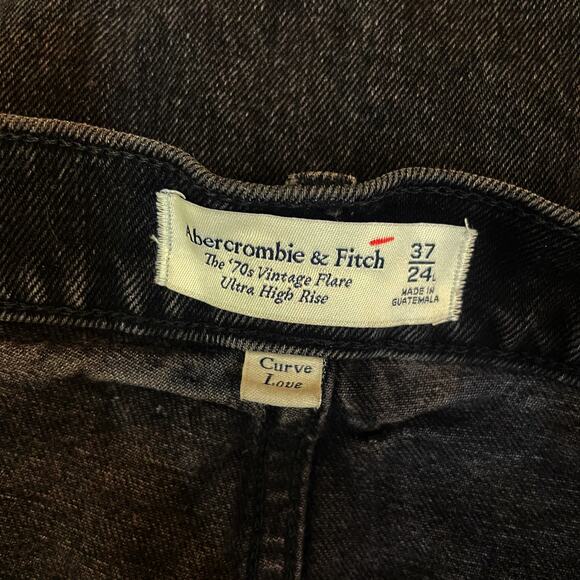 Abercrombie & Fitch
The '70s Vintage Flare
Ultra High Rise
37
24L
MADE IN
GUATEMALA
Curve
Love